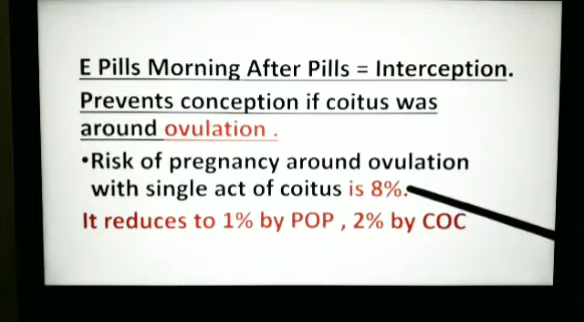 E Pills Morning After Pills = Interception.
Prevents conception if coitus was
around ovulation .
•Risk of pregnancy around ovulation
with single act of coitus is 8%.
It reduces to 1% by POP , 2% by COC